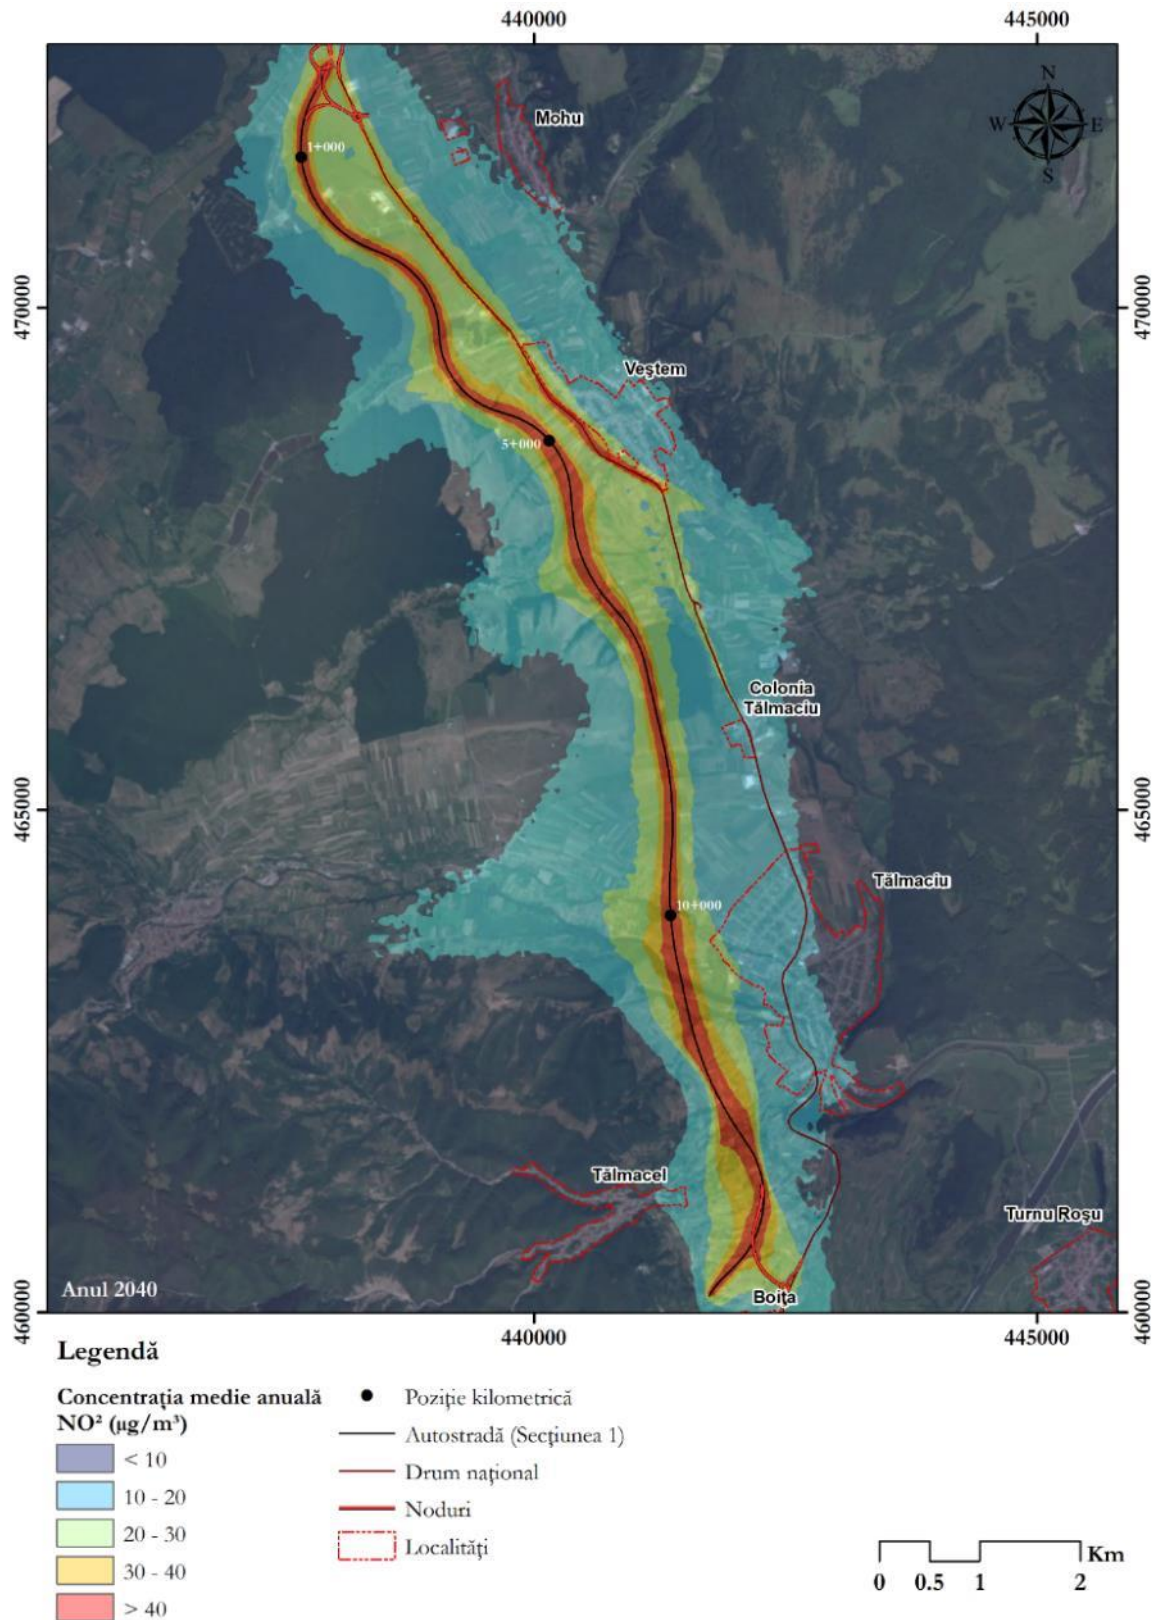 440000
445000
N
W
E
S
Mohu
1+000
470000
470000
Veştem
5+000
Colonia
Tălmaciu
465000
465000
Tălmaciu
10+000
Tălmacel
Turnu Roşu
Anul 2040
Boiţa
460000
460000
440000
445000
Legendă
Concentraţia medie anuală
NO² (µg/m³)
< 10
10 - 20
20 - 30
30 - 40
> 40
Poziţie kilometrică
Autostradă (Secţiunea 1)
Drum naţional
Noduri
Localităţi
Km
0 0.5 1 2